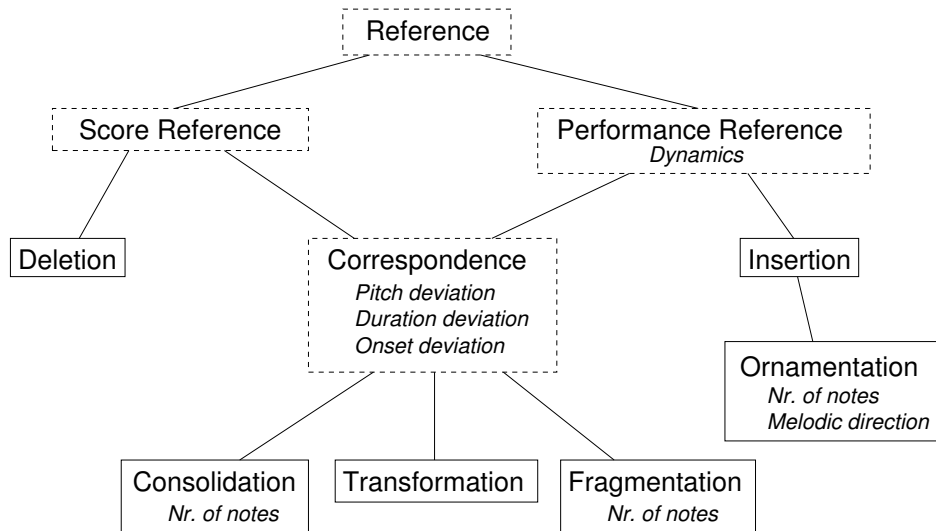 Reference
Score Reference
Performance Reference
Dynamics
Deletion
Correspondence
Pitch deviation
Duration deviation
Onset deviation
Insertion
Ornamentation
Nr. of notes
Melodic direction
Consolidation
Nr. of notes
Transformation
Fragmentation
Nr. of notes